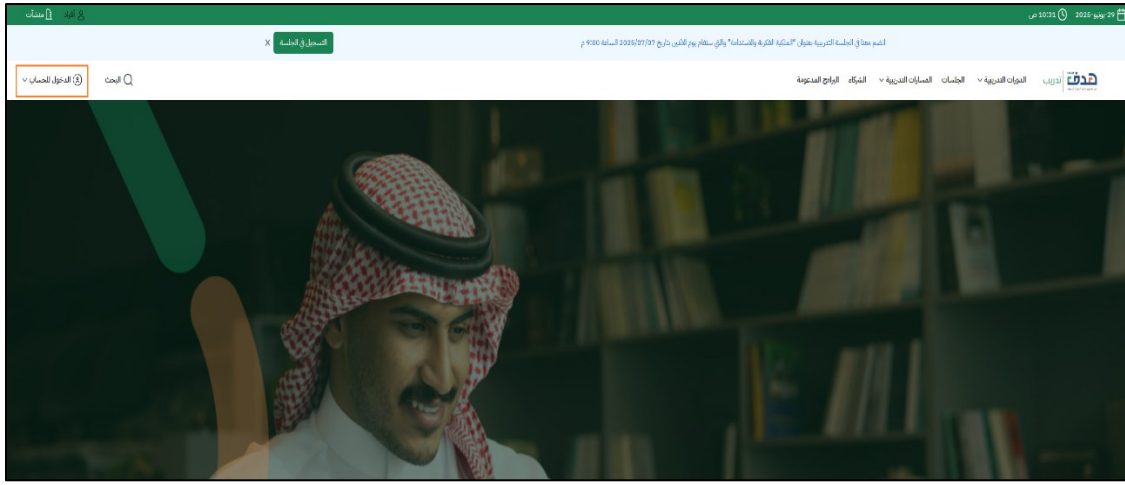 29 يونيو 2025 10:31 ص
أفراد منشآت
انضم معنا في الجلسة التدريبية بعنوان "الملكية الفكرية والاستدامة" والتي ستقام يوم الاثنين بتاريخ 2025/07/07 الساعة 9:00 م
التسجيل في الجلسة X
هدف تدريب الدورات التدريبية الجلسات المسارات التدريبية الشركاء البرامج المدعومة البحث الدخول للحساب